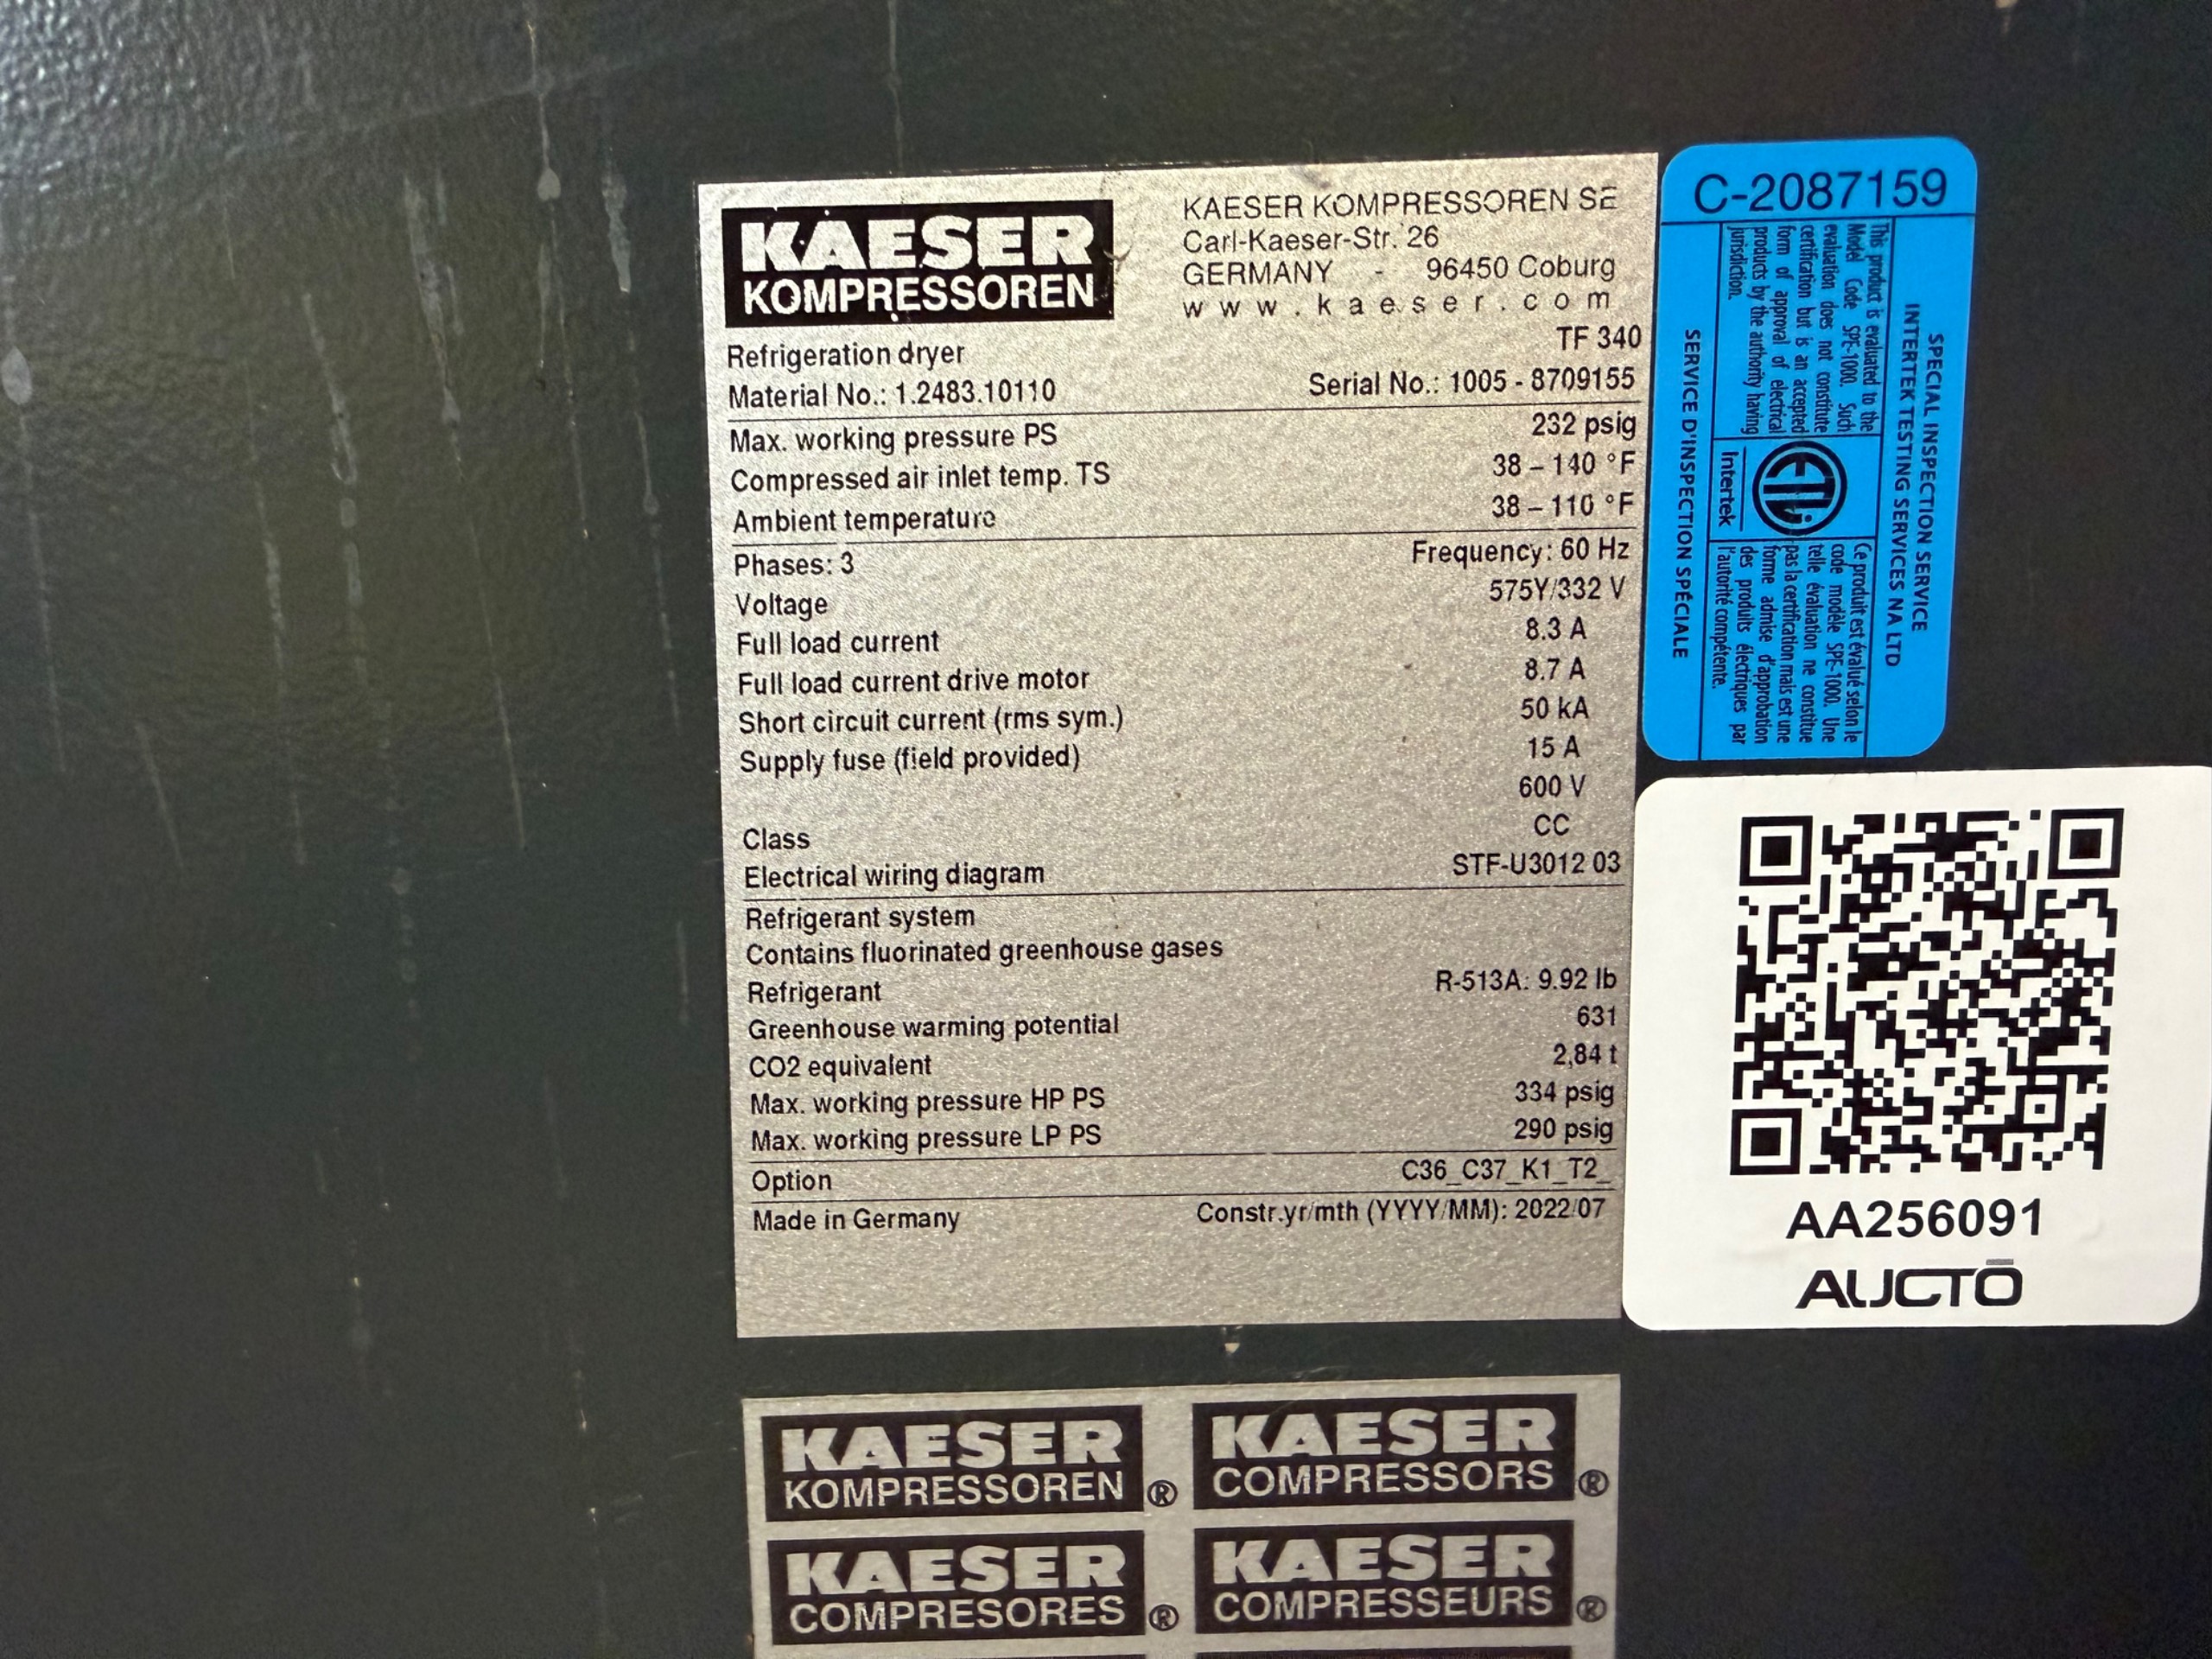 KAESER
KOMPRESSOREN
KAESER KOMPRESSOREN SE
Carl-Kaeser-Str. 26
GERMANY - 96450 Coburg
www.kaeser.com
Refrigeration dryer TF 340
Material No.: 1.2483.10110 Serial No.: 1005 - 8709155
Max. working pressure PS 232 psig
Compressed air inlet temp. TS 38 – 140 °F
Ambient temperature 38 – 110 °F
Phases: 3 Frequency: 60 Hz
Voltage 575Y/332 V
Full load current 8.3 A
Full load current drive motor 8.7 A
Short circuit current (rms sym.) 50 kA
Supply fuse (field provided) 15 A
600 V
Class CC
Electrical wiring diagram STF-U3012 03
Refrigerant system
Contains fluorinated greenhouse gases
Refrigerant R-513A: 9.92 lb
Greenhouse warming potential 631
CO2 equivalent 2,84 t
Max. working pressure HP PS 334 psig
Max. working pressure LP PS 290 psig
Option C36_C37_K1_T2_
Made in Germany Constr.yr/mth (YYYY/MM): 2022/07
C-2087159
SPECIAL INSPECTION SERVICE
INTERTEK TESTING SERVICES NA LTD
This product is evaluated to the
Model Code SPE-1000. Such
evaluation does not constitute
certification but is an accepted
form of approval of electrical
products by the authority having
jurisdiction.
ETL
Intertek
Ce produit est évalué selon le
code modèle SPE-1000. Une
telle évaluation ne constitue
pas la certification mais est une
forme admise d'approbation
des produits électriques par
l'autorité compétente.
SERVICE D'INSPECTION SPÉCIALE
AA256091
AUCTŌ
KAESER
KOMPRESSOREN ®
KAESER
COMPRESSORS ®
KAESER
COMPRESORES ®
KAESER
COMPRESSEURS ®